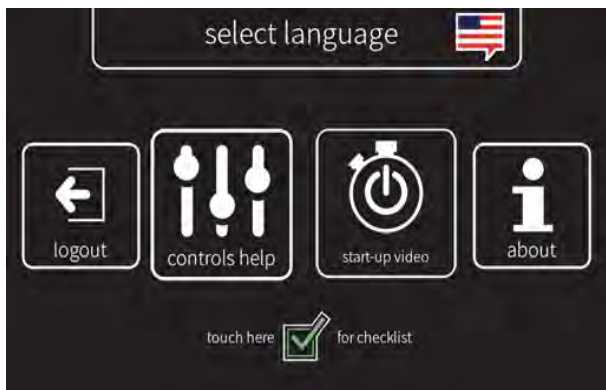 select language
logout
controls help
start-up video
about
touch here for checklist